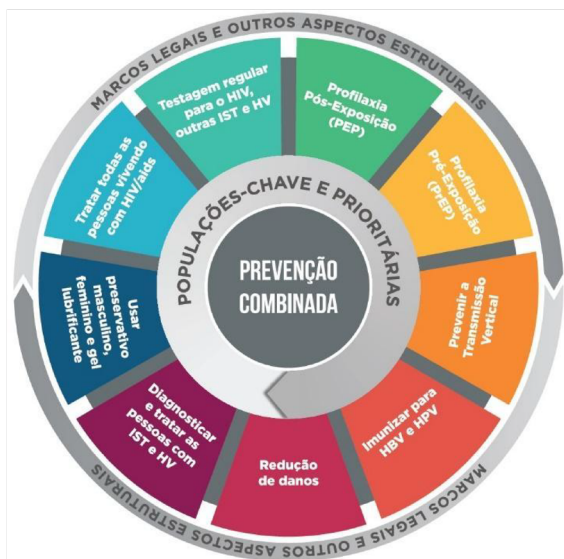 MARCOS LEGAIS E OUTROS ASPECTOS ESTRUTURAIS
Testagem regular
para o HIV,
outras IST e HV
Profilaxia
Pós-Exposição
(PEP)
Profilaxia
Pré-Exposição
(PrEP)
Prevenir a
Transmissão
Vertical
Imunizar para
HBV e HPV
Redução
de danos
Diagnosticar
e tratar as
pessoas com
IST e HV
Usar
preservativo
masculino,
feminino e gel
lubrificante
Tratar todas as
pessoas vivendo
com HIV/aids
POPULAÇÕES-CHAVE E PRIORITÁRIAS
PREVENÇÃO
COMBINADA
MARCOS LEGAIS E OUTROS ASPECTOS ESTRUTURAIS